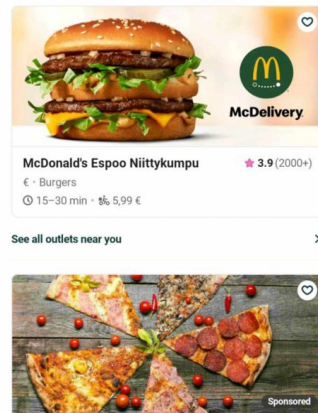 McDelivery
McDonald's Espoo Niittykumpu 3.9 (2000+)
€ · Burgers
15–30 min · 5,99 €
See all outlets near you
Sponsored